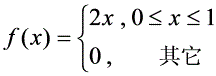 f(x) = { 2x , 0 ≤ x ≤ 1
0 , 其它